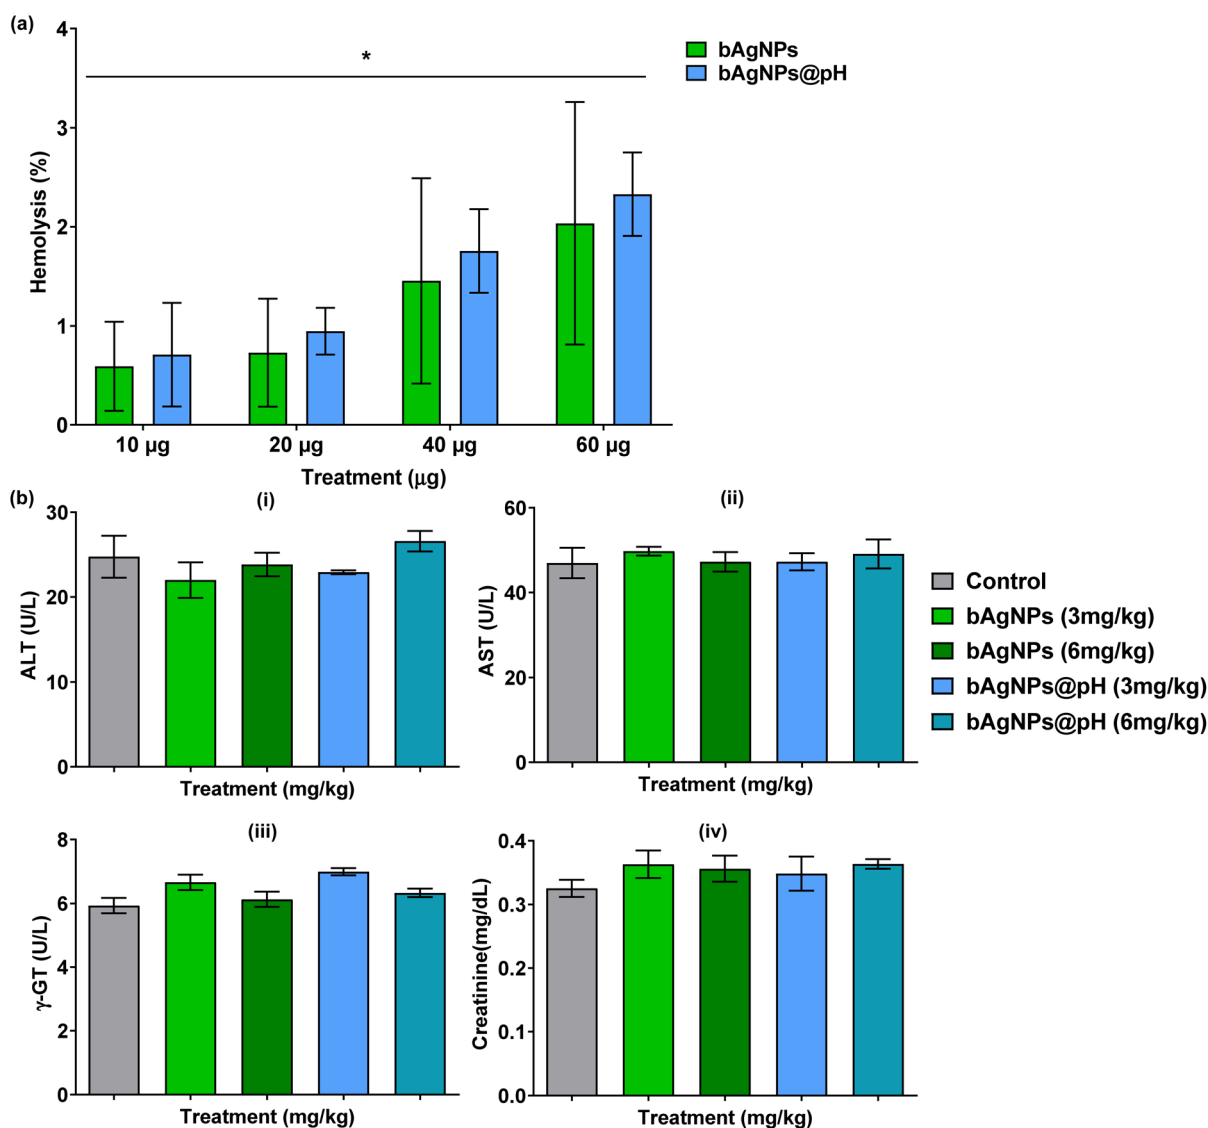 (a)
4
3
2
1
0
Hemolysis (%)
*
bAgNPs
bAgNPs@pH
10 µg
20 µg
40 µg
60 µg
Treatment (µg)
(b)
(i)
30
20
10
0
ALT (U/L)
Treatment (mg/kg)
(ii)
60
40
20
0
AST (U/L)
Treatment (mg/kg)
Control
bAgNPs (3mg/kg)
bAgNPs (6mg/kg)
bAgNPs@pH (3mg/kg)
bAgNPs@pH (6mg/kg)
(iii)
8
6
4
2
0
γ-GT (U/L)
Treatment (mg/kg)
(iv)
0.4
0.3
0.2
0.1
0.0
Creatinine(mg/dL)
Treatment (mg/kg)